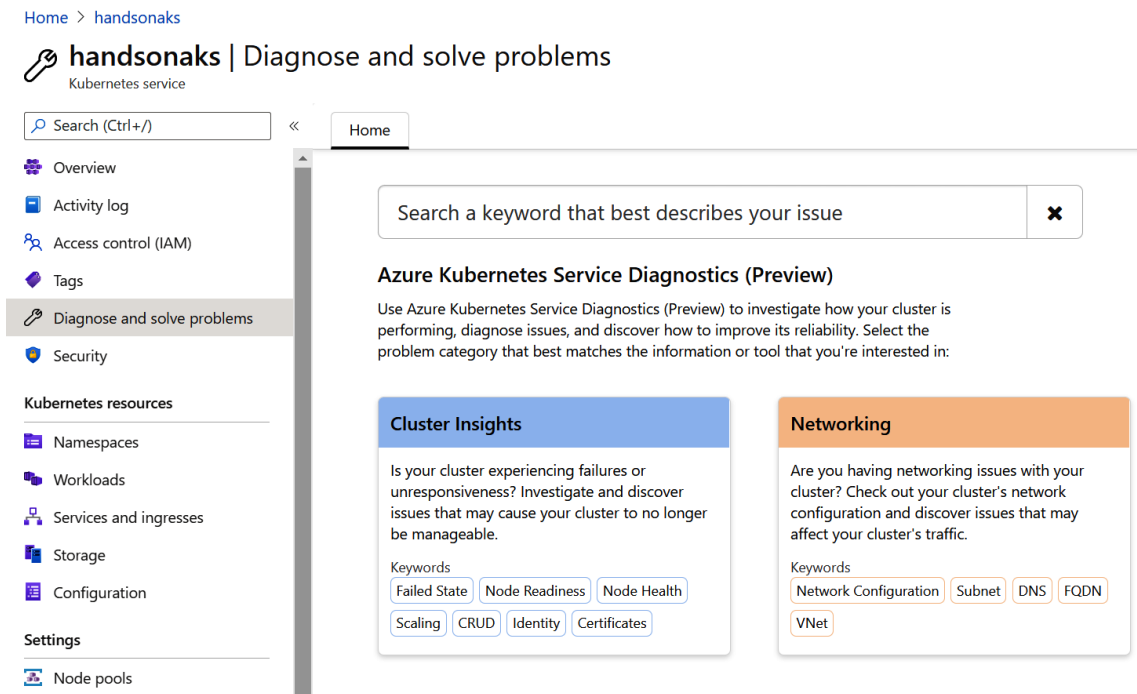 Home > handsonaks
handsonaks | Diagnose and solve problems
Kubernetes service
Search (Ctrl+/)
«
Overview
Activity log
Access control (IAM)
Tags
Diagnose and solve problems
Security
Kubernetes resources
Namespaces
Workloads
Services and ingresses
Storage
Configuration
Settings
Node pools
Home
Search a keyword that best describes your issue
Azure Kubernetes Service Diagnostics (Preview)
Use Azure Kubernetes Service Diagnostics (Preview) to investigate how your cluster is
performing, diagnose issues, and discover how to improve its reliability. Select the
problem category that best matches the information or tool that you're interested in:
Cluster Insights
Is your cluster experiencing failures or
unresponsiveness? Investigate and discover
issues that may cause your cluster to no longer
be manageable.
Keywords
Failed State Node Readiness Node Health
Scaling CRUD Identity Certificates
Networking
Are you having networking issues with your
cluster? Check out your cluster's network
configuration and discover issues that may
affect your cluster's traffic.
Keywords
Network Configuration Subnet DNS FQDN
VNet